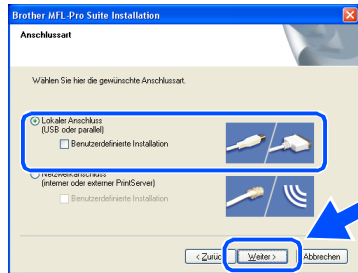 Brother MFL-Pro Suite Installation
Anschlussart
Wählen Sie hier die gewünschte Anschlussart.
Lokaler Anschluss
(USB oder parallel)
Benutzerdefinierte Installation
Netzwerkanschluss
(interner oder externer PrintServer)
Benutzerdefinierte Installation
< Zurück
Weiter >
Abbrechen